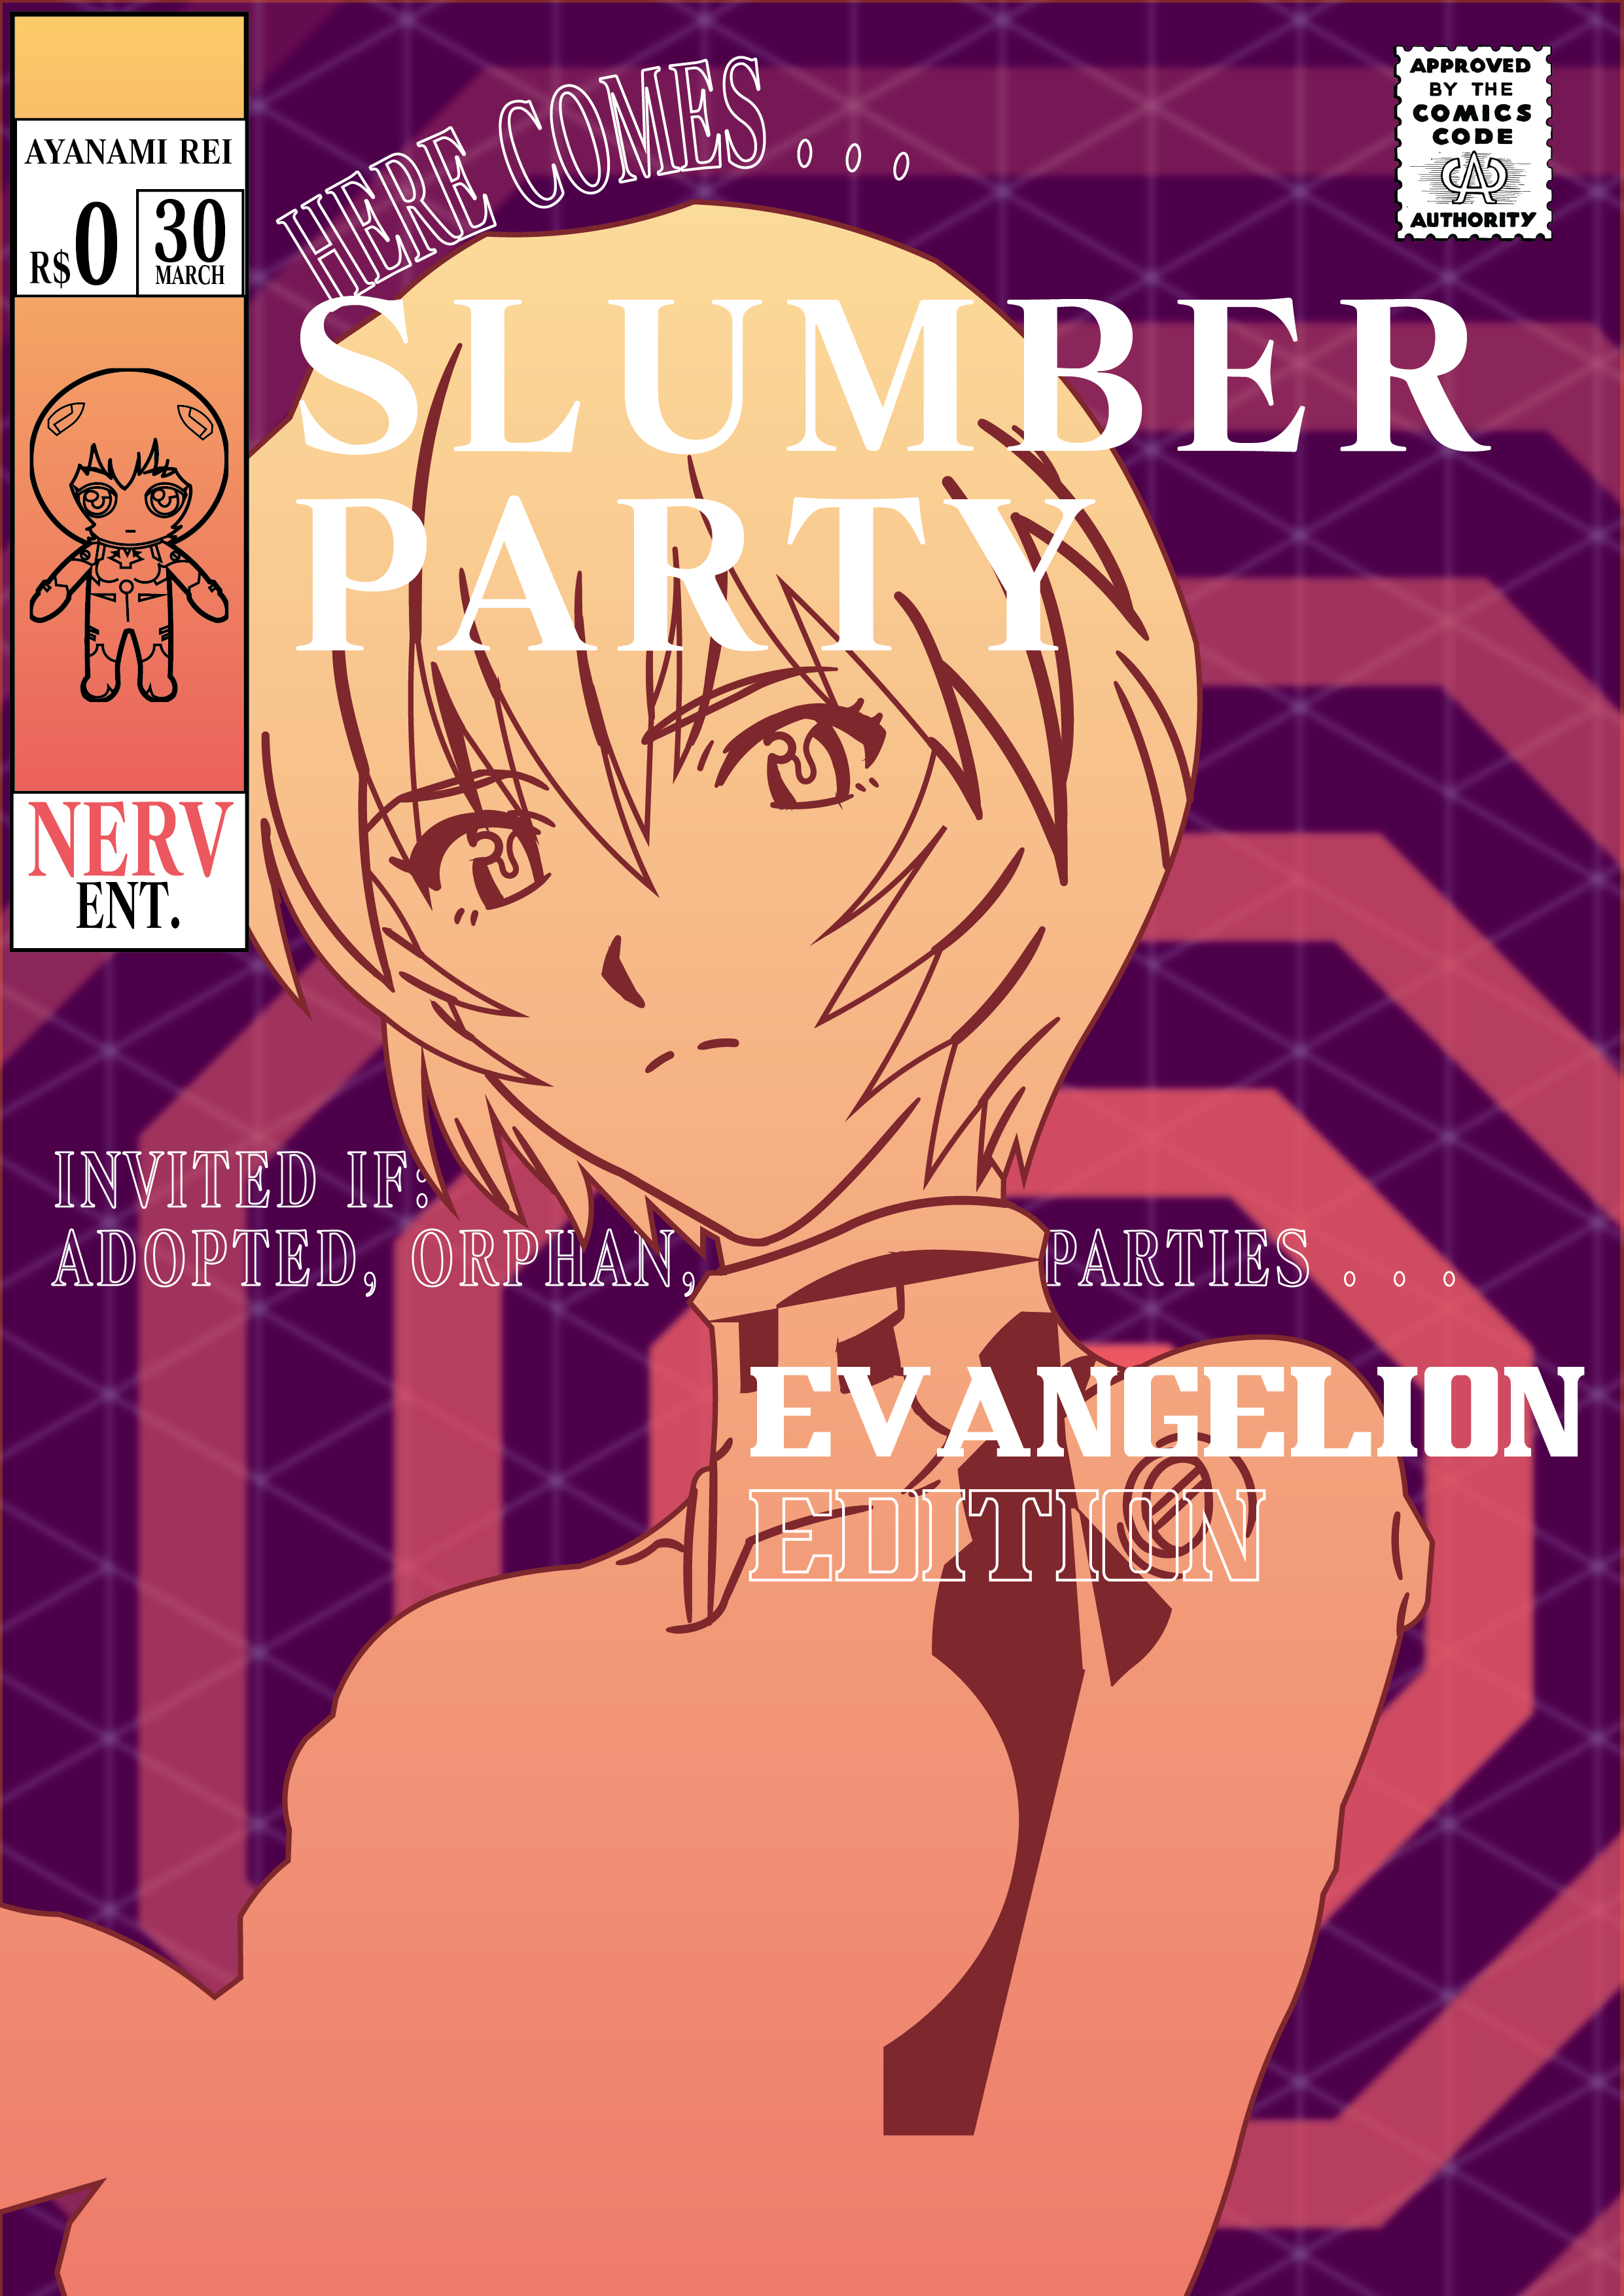 AYANAMI REI
R$0
30
MARCH
NERV
ENT.
HERE COMES . . .
SLUMBER
PARTY
APPROVED
BY THE
COMICS
CODE
CA
AUTHORITY
INVITED IF:
ADOPTED, ORPHAN, PARTIES . . .
EVANGELION
EDITION